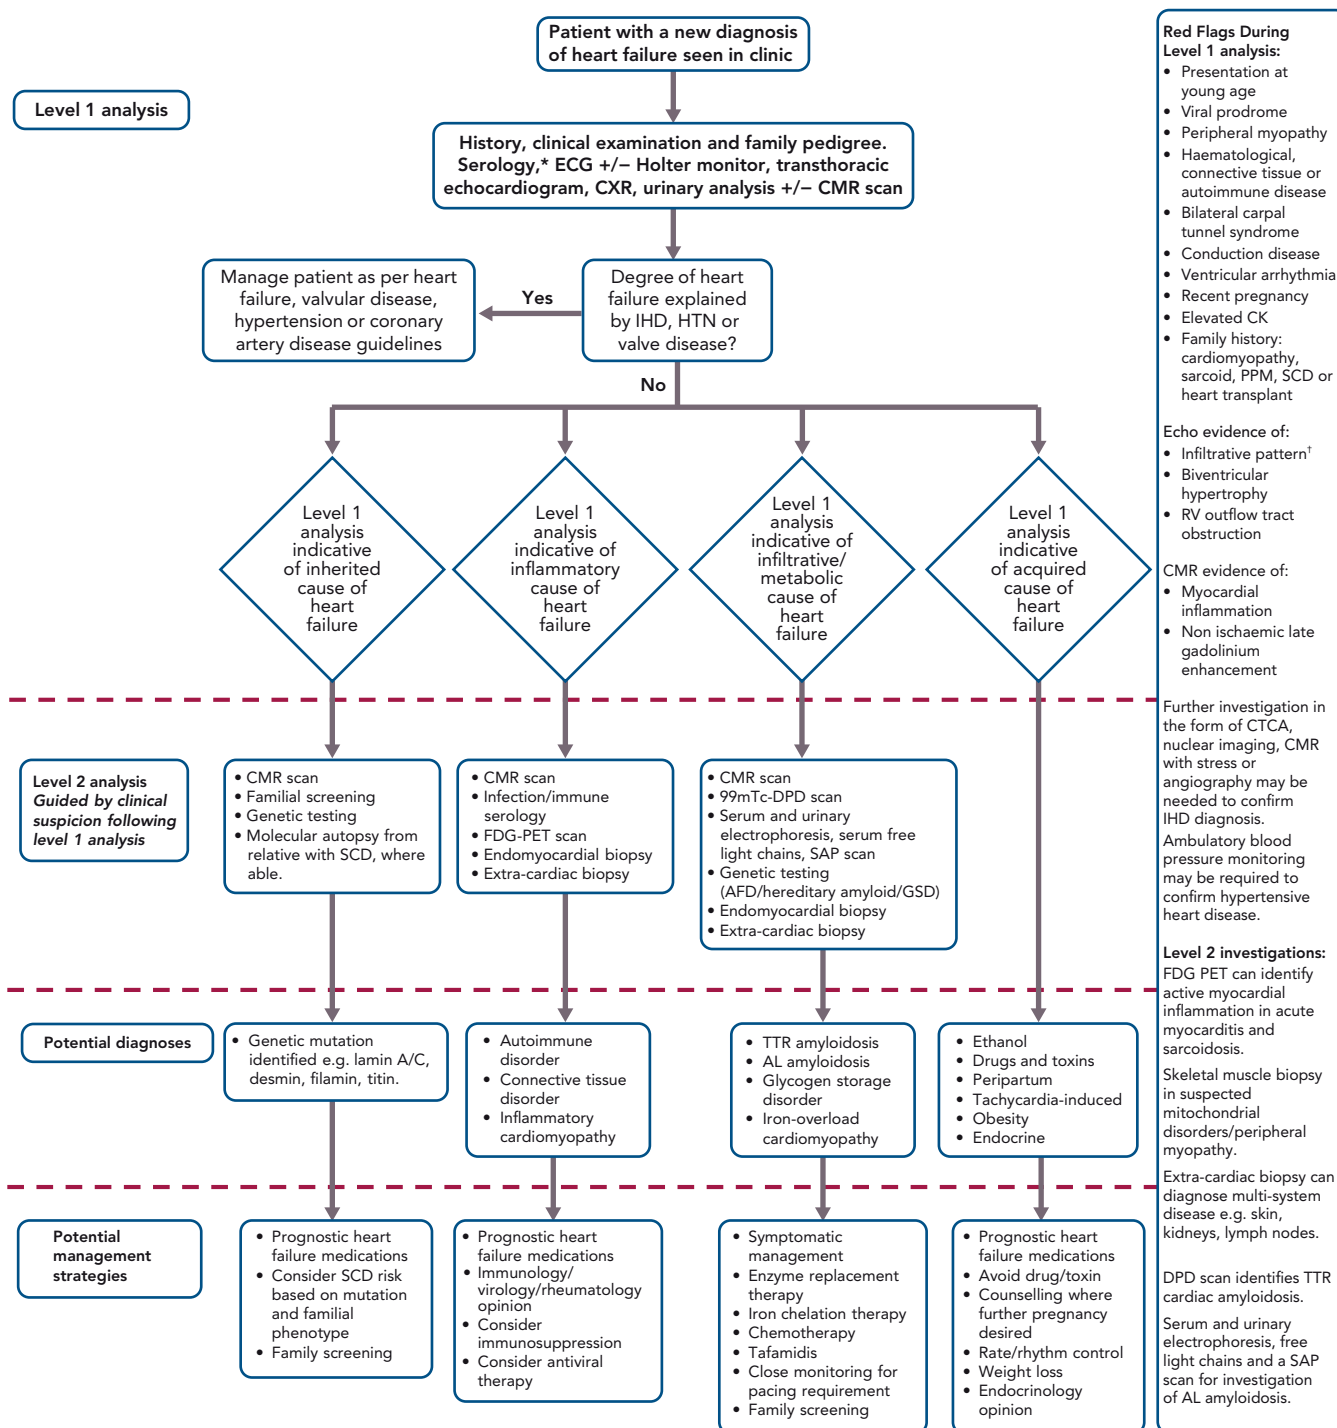 Patient with a new diagnosis
of heart failure seen in clinic
Level 1 analysis
History, clinical examination and family pedigree.
Serology,* ECG +/− Holter monitor, transthoracic
echocardiogram, CXR, urinary analysis +/− CMR scan
Manage patient as per heart
failure, valvular disease,
hypertension or coronary
artery disease guidelines
Yes
Degree of heart
failure explained
by IHD, HTN or
valve disease?
No
Level 1
analysis
indicative
of inherited
cause of
heart
failure
Level 1
analysis
indicative of
inflammatory
cause of
heart
failure
Level 1
analysis
indicative of
infiltrative/
metabolic
cause of
heart
failure
Level 1
analysis
indicative
of acquired
cause of
heart
failure
Level 2 analysis
Guided by clinical
suspicion following
level 1 analysis
• CMR scan
• Familial screening
• Genetic testing
• Molecular autopsy from
relative with SCD, where
able.
• CMR scan
• Infection/immune
serology
• FDG-PET scan
• Endomyocardial biopsy
• Extra-cardiac biopsy
• CMR scan
• 99mTc-DPD scan
• Serum and urinary
electrophoresis, serum free
light chains, SAP scan
• Genetic testing
(AFD/hereditary amyloid/GSD)
• Endomyocardial biopsy
• Extra-cardiac biopsy
Potential diagnoses
• Genetic mutation
identified e.g. lamin A/C,
desmin, filamin, titin.
• Autoimmune
disorder
• Connective tissue
disorder
• Inflammatory
cardiomyopathy
• TTR amyloidosis
• AL amyloidosis
• Glycogen storage
disorder
• Iron-overload
cardiomyopathy
• Ethanol
• Drugs and toxins
• Peripartum
• Tachycardia-induced
• Obesity
• Endocrine
Potential
management
strategies
• Prognostic heart
failure medications
• Consider SCD risk
based on mutation
and familial
phenotype
• Family screening
• Prognostic heart
failure medications
• Immunology/
virology/rheumatology
opinion
• Consider
immunosuppression
• Consider antiviral
therapy
• Symptomatic
management
• Enzyme replacement
therapy
• Iron chelation therapy
• Chemotherapy
• Tafamidis
• Close monitoring for
pacing requirement
• Family screening
• Prognostic heart
failure medications
• Avoid drug/toxin
• Counselling where
further pregnancy
desired
• Rate/rhythm control
• Weight loss
• Endocrinology
opinion
Red Flags During
Level 1 analysis:
• Presentation at
young age
• Viral prodrome
• Peripheral myopathy
• Haematological,
connective tissue or
autoimmune disease
• Bilateral carpal
tunnel syndrome
• Conduction disease
• Ventricular arrhythmia
• Recent pregnancy
• Elevated CK
• Family history:
cardiomyopathy,
sarcoid, PPM, SCD or
heart transplant
Echo evidence of:
• Infiltrative pattern†
• Biventricular
hypertrophy
• RV outflow tract
obstruction
CMR evidence of:
• Myocardial
inflammation
• Non ischaemic late
gadolinium
enhancement
Further investigation in
the form of CTCA,
nuclear imaging, CMR
with stress or
angiography may be
needed to confirm
IHD diagnosis.
Ambulatory blood
pressure monitoring
may be required to
confirm hypertensive
heart disease.
Level 2 investigations:
FDG PET can identify
active myocardial
inflammation in acute
myocarditis and
sarcoidosis.
Skeletal muscle biopsy
in suspected
mitochondrial
disorders/peripheral
myopathy.
Extra-cardiac biopsy can
diagnose multi-system
disease e.g. skin,
kidneys, lymph nodes.
DPD scan identifies TTR
cardiac amyloidosis.
Serum and urinary
electrophoresis, free
light chains and a SAP
scan for investigation
of AL amyloidosis.